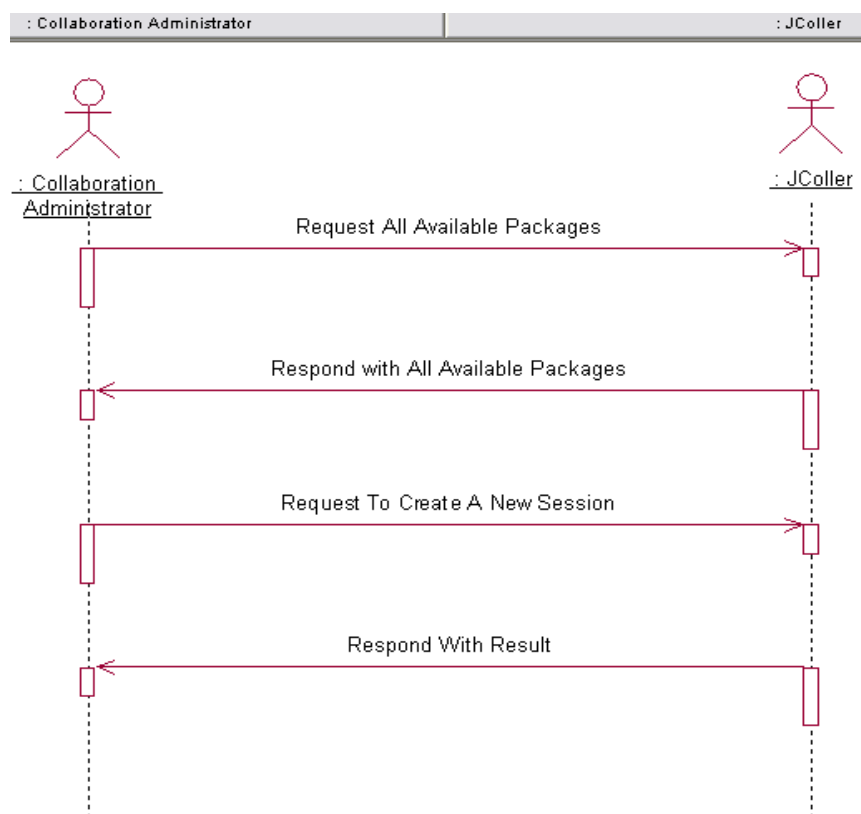 : Collaboration Administrator
: JColler
: Collaboration
Administrator
: JColler
Request All Available Packages
Respond with All Available Packages
Request To Create A New Session
Respond With Result